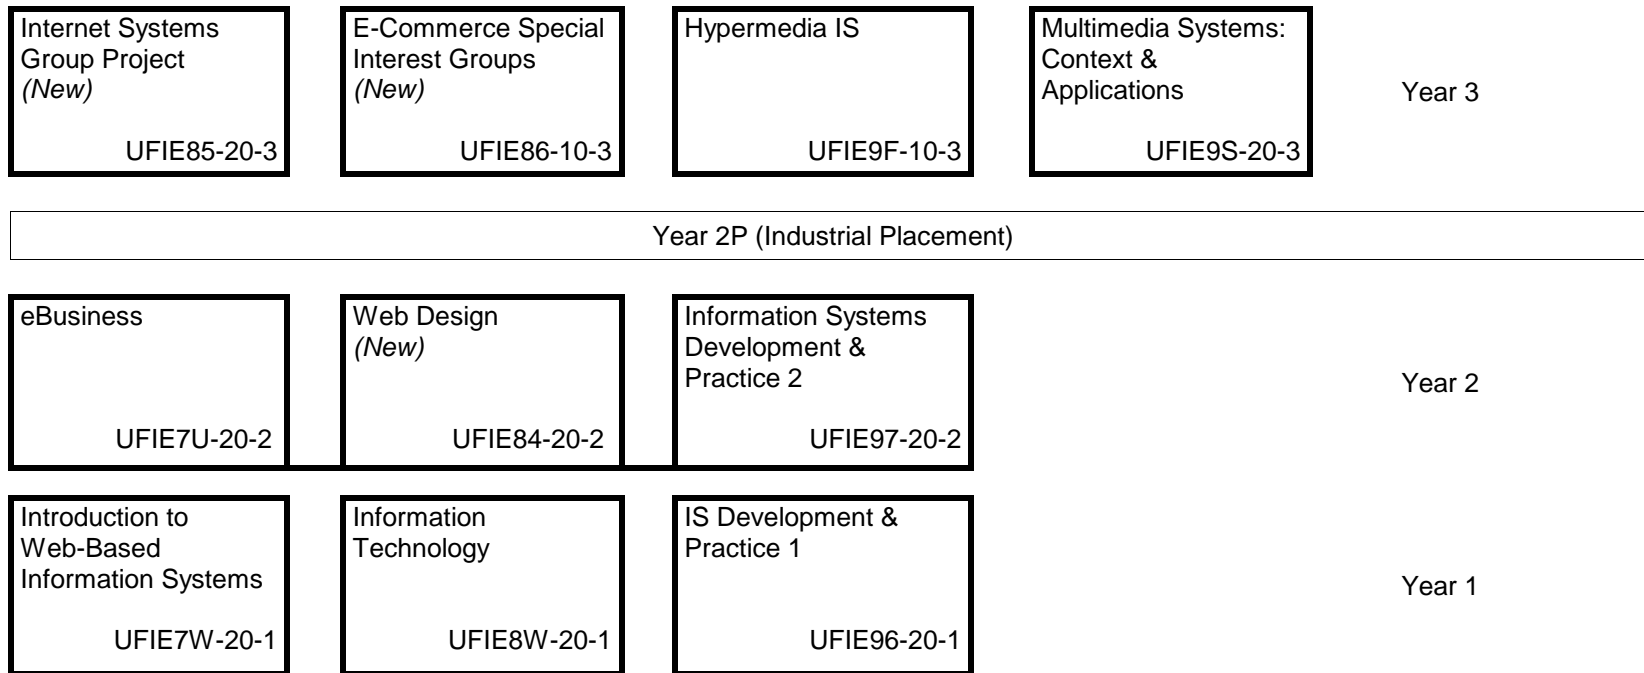 Internet Systems
Group Project
(New)
UFIE85-20-3
E-Commerce Special
Interest Groups
(New)
UFIE86-10-3
Hypermedia IS
UFIE9F-10-3
Multimedia Systems:
Context &
Applications
UFIE9S-20-3
Year 3
Year 2P (Industrial Placement)
eBusiness
UFIE7U-20-2
Web Design
(New)
UFIE84-20-2
Information Systems
Development &
Practice 2
UFIE97-20-2
Year 2
Introduction to
Web-Based
Information Systems
UFIE7W-20-1
Information
Technology
UFIE8W-20-1
IS Development &
Practice 1
UFIE96-20-1
Year 1